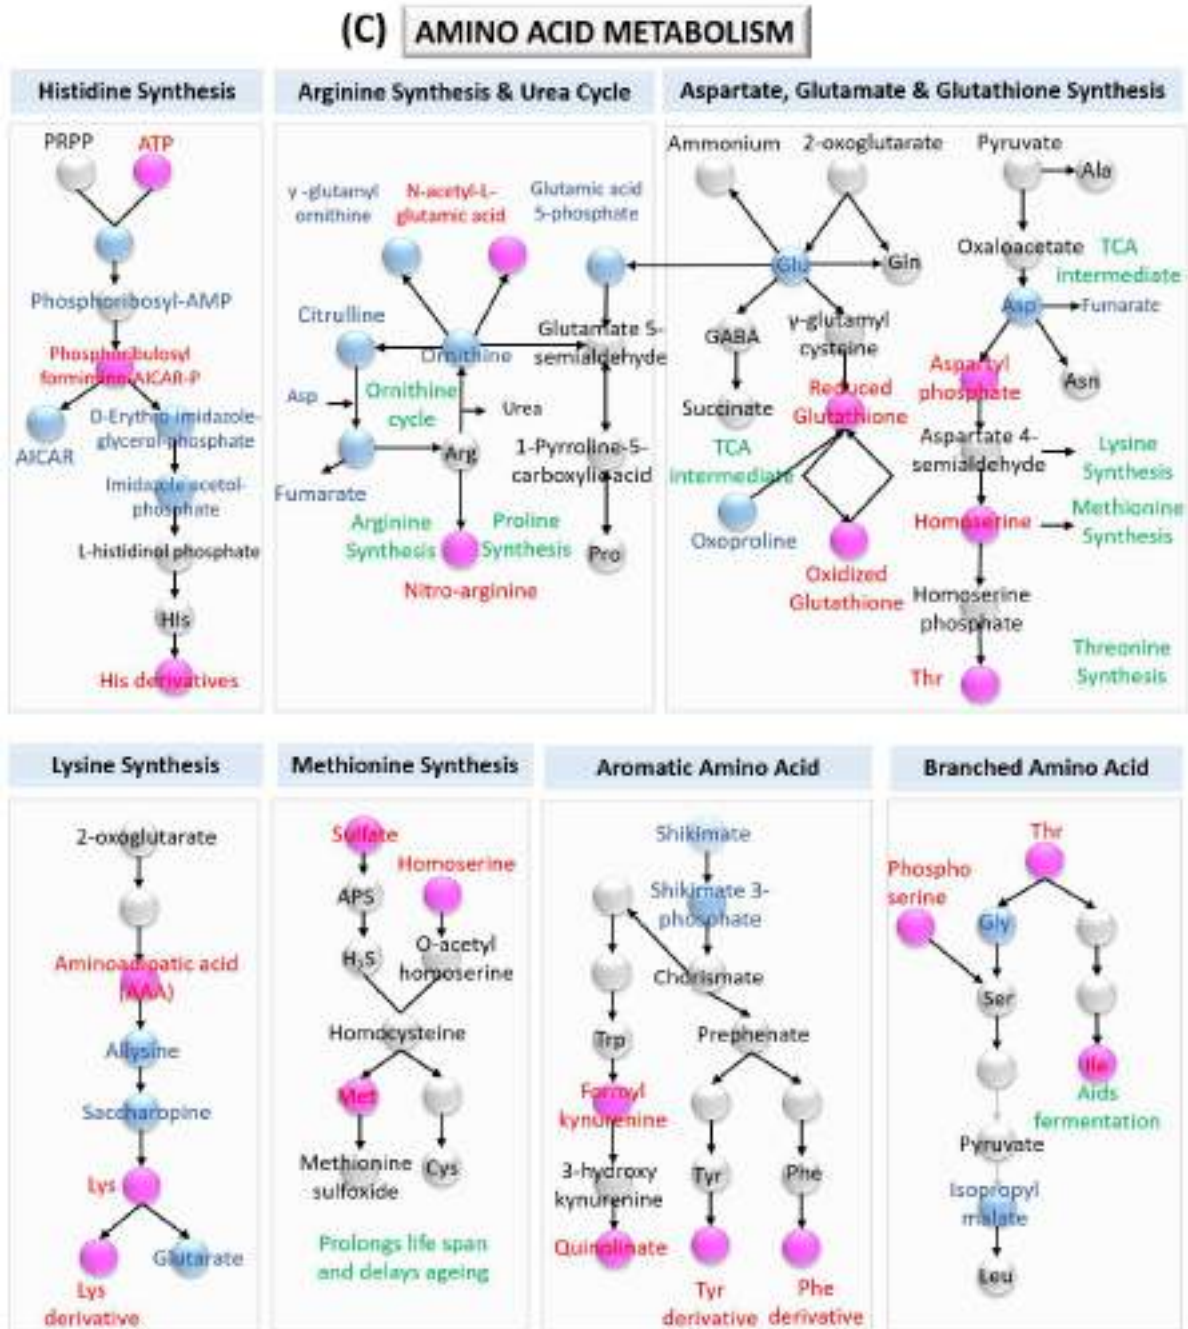 (C) AMINO ACID METABOLISM
Histidine Synthesis
PRPP
ATP
Phosphoribosyl-AMP
Phosphoribulosyl
formimino-AICAR-P
AICAR
D-Erythro imidazole-
glycerol-phosphate
Imidazole acetol-
phosphate
L-histidinol phosphate
His
His derivatives
Arginine Synthesis & Urea Cycle
γ -glutamyl
ornithine
N-acetyl-L-
glutamic acid
Glutamic acid
5-phosphate
Citrulline
Ornithine
Glutamate 5-
semialdehyde
Asp
Ornithine
cycle
Urea
Arg
1-Pyrroline-5-
carboxylic acid
Fumarate
Arginine
Synthesis
Proline
Synthesis
Pro
Nitro-arginine
Aspartate, Glutamate & Glutathione Synthesis
Ammonium
2-oxoglutarate
Pyruvate
Ala
Glu
Gln
Oxaloacetate
TCA
intermediate
Asp
Fumarate
GABA
γ-glutamyl
cysteine
Aspartyl
phosphate
Asn
Succinate
Reduced
Glutathione
TCA
intermediate
Aspartate 4-
semialdehyde
Lysine
Synthesis
Oxoproline
Homoserine
Methionine
Synthesis
Oxidized
Glutathione
Homoserine
phosphate
Threonine
Synthesis
Thr
Lysine Synthesis
2-oxoglutarate
Aminoadipatic acid
(AAA)
Allysine
Saccharopine
Lys
Glutarate
Lys
derivative
Methionine Synthesis
Sulfate
Homoserine
APS
H₂S
O-acetyl
homoserine
Homocysteine
Met
Methionine
sulfoxide
Cys
Prolongs life span
and delays ageing
Aromatic Amino Acid
Shikimate
Shikimate 3-
phosphate
Chorismate
Trp
Prephenate
Formyl
kynurenine
3-hydroxy
kynurenine
Tyr
Phe
Quinolinate
Tyr
derivative
Phe
derivative
Branched Amino Acid
Thr
Phospho
serine
Gly
Ser
Ile
Aids
fermentation
Pyruvate
Isopropyl
malate
Leu